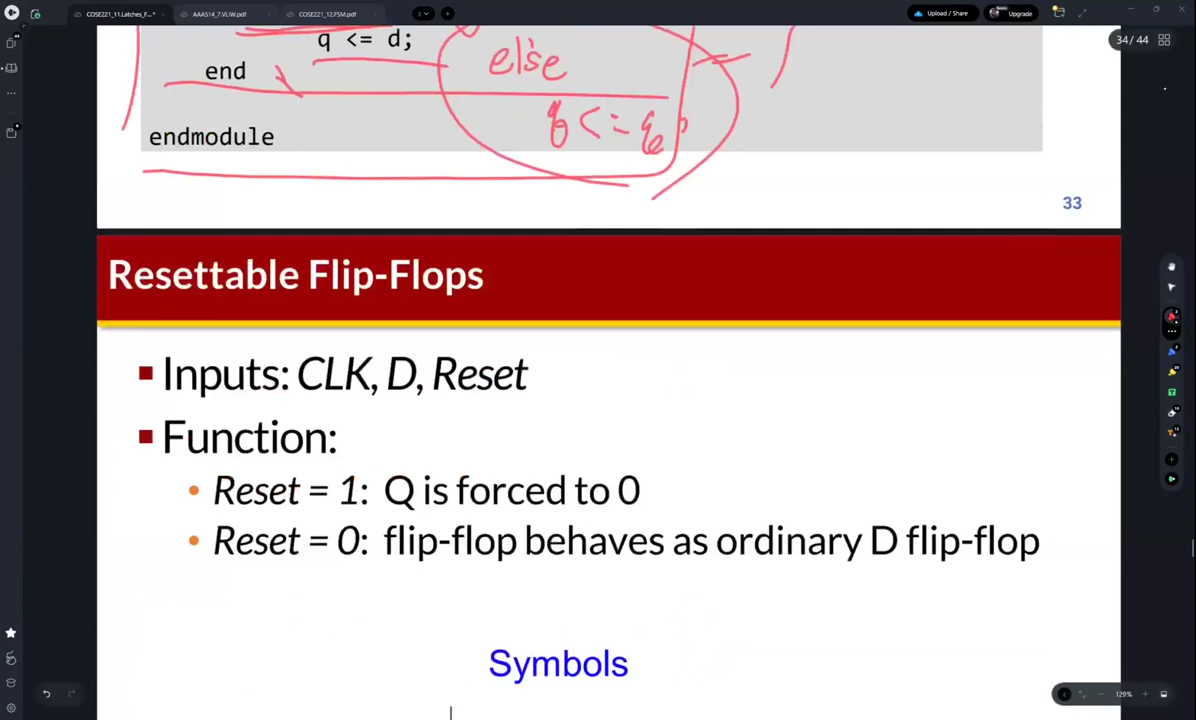 COSE221_11.Latches_F...*
AAAS14_7.VLIW.pdf
COSE221_12.FSM.pdf
Upload / Share
Upgrade
34 / 44
q <= d;
else
end
q <= q;
endmodule
33
Resettable Flip-Flops
Inputs: CLK, D, Reset
Function:
Reset = 1: Q is forced to 0
Reset = 0: flip-flop behaves as ordinary D flip-flop
Symbols
129%